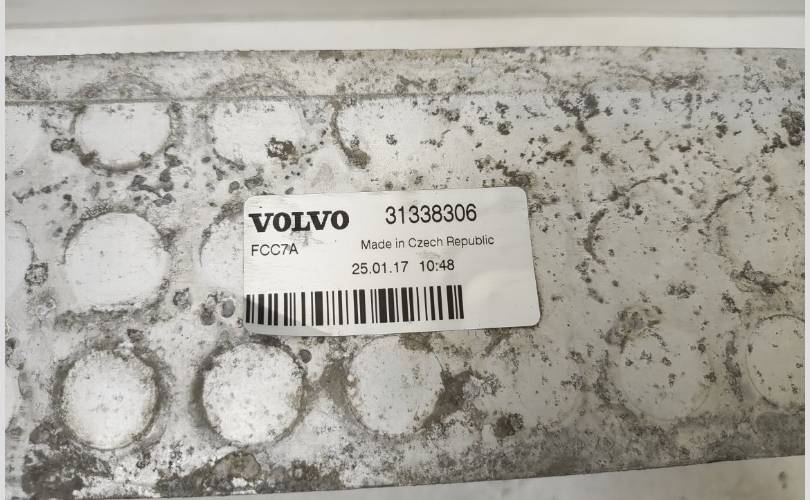 VOLVO 31338306
FCC7A Made in Czech Republic
25.01.17 10:48